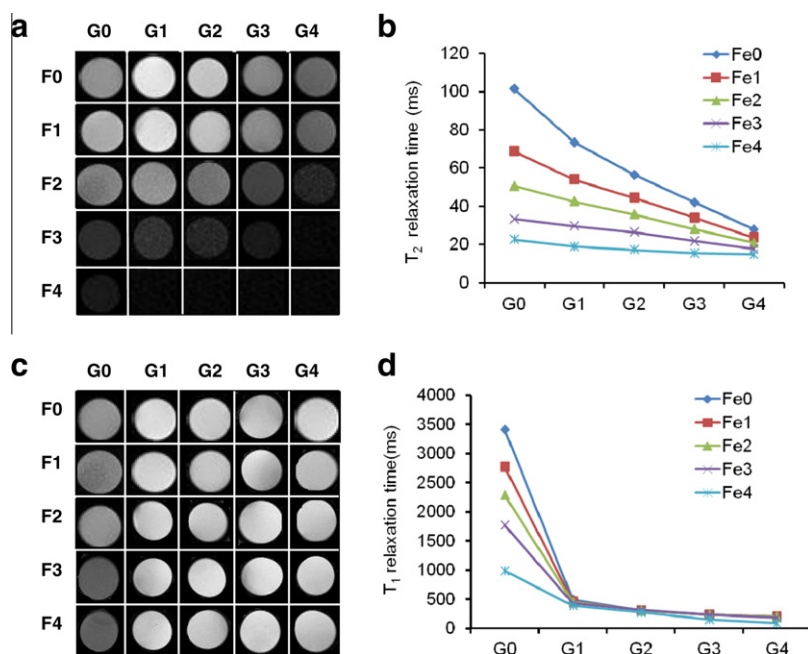 a
G0 G1 G2 G3 G4
F0
F1
F2
F3
F4
b
120
100
80
60
40
20
0
T2 relaxation time (ms)
G0 G1 G2 G3 G4
Fe0
Fe1
Fe2
Fe3
Fe4
c
G0 G1 G2 G3 G4
F0
F1
F2
F3
F4
d
4000
3500
3000
2500
2000
1500
1000
500
0
T1 relaxation time(ms)
G0 G1 G2 G3 G4
Fe0
Fe1
Fe2
Fe3
Fe4